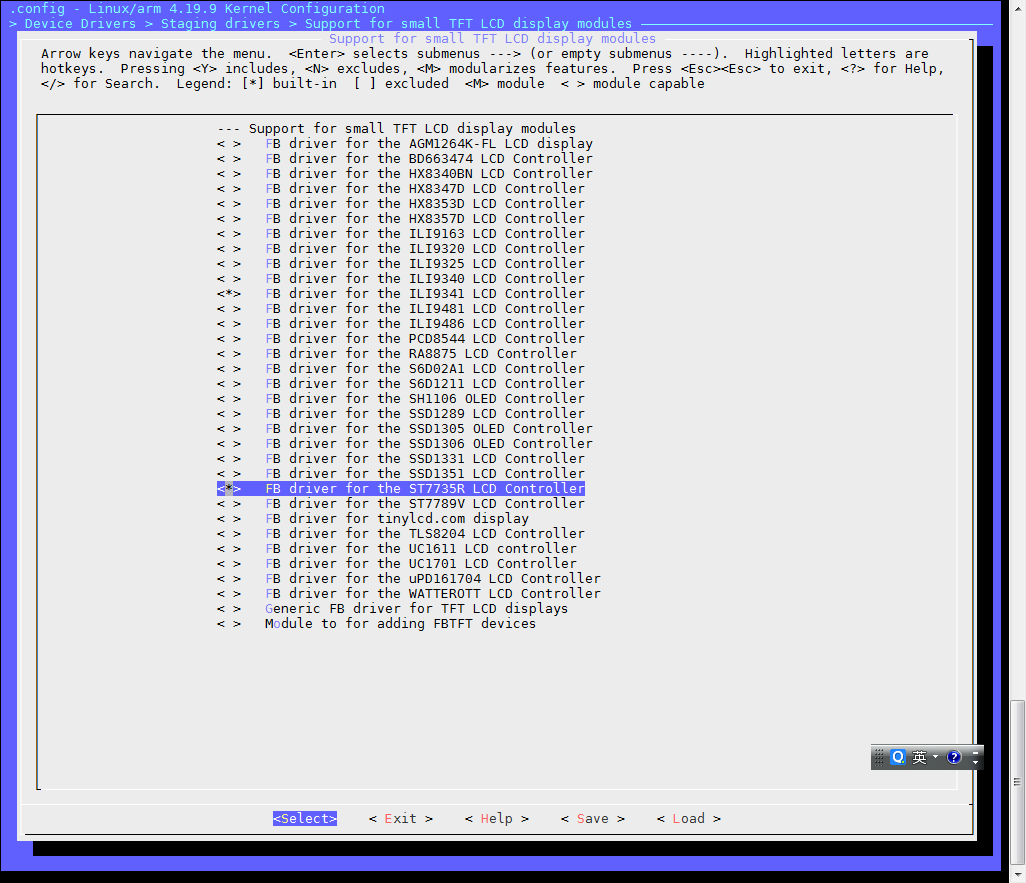 .config - Linux/arm 4.19.9 Kernel Configuration
> Device Drivers > Staging drivers > Support for small TFT LCD display modules
Support for small TFT LCD display modules
Arrow keys navigate the menu.  <Enter> selects submenus ---> (or empty submenus ----).  Highlighted letters are
hotkeys.  Pressing <Y> includes, <N> excludes, <M> modularizes features.  Press <Esc><Esc> to exit, <?> for Help,
</> for Search.  Legend: [*] built-in  [ ] excluded  <M> module  < > module capable
--- Support for small TFT LCD display modules
< >   FB driver for the AGM1264K-FL LCD display
< >   FB driver for the BD663474 LCD Controller
< >   FB driver for the HX8340BN LCD Controller
< >   FB driver for the HX8347D LCD Controller
< >   FB driver for the HX8353D LCD Controller
< >   FB driver for the HX8357D LCD Controller
< >   FB driver for the ILI9163 LCD Controller
< >   FB driver for the ILI9320 LCD Controller
< >   FB driver for the ILI9325 LCD Controller
< >   FB driver for the ILI9340 LCD Controller
<*>   FB driver for the ILI9341 LCD Controller
< >   FB driver for the ILI9481 LCD Controller
< >   FB driver for the ILI9486 LCD Controller
< >   FB driver for the PCD8544 LCD Controller
< >   FB driver for the RA8875 LCD Controller
< >   FB driver for the S6D02A1 LCD Controller
< >   FB driver for the S6D1211 LCD Controller
< >   FB driver for the SH1106 OLED Controller
< >   FB driver for the SSD1289 LCD Controller
< >   FB driver for the SSD1305 OLED Controller
< >   FB driver for the SSD1306 OLED Controller
< >   FB driver for the SSD1331 LCD Controller
< >   FB driver for the SSD1351 LCD Controller
<*>   FB driver for the ST7735R LCD Controller
< >   FB driver for the ST7789V LCD Controller
< >   FB driver for tinylcd.com display
< >   FB driver for the TLS8204 LCD Controller
< >   FB driver for the UC1611 LCD controller
< >   FB driver for the UC1701 LCD Controller
< >   FB driver for the uPD161704 LCD Controller
< >   FB driver for the WATTEROTT LCD Controller
< >   Generic FB driver for TFT LCD displays
< >   Module to for adding FBTFT devices
英 ?
<Select>    < Exit >    < Help >    < Save >    < Load >